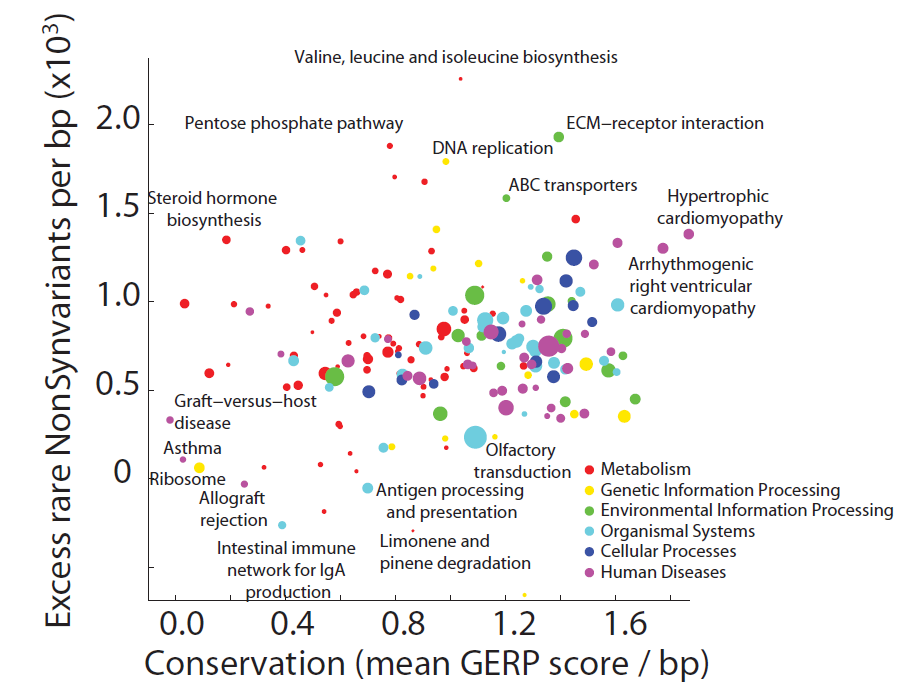 Valine, leucine and isoleucine biosynthesis
2.0
Pentose phosphate pathway
ECM–receptor interaction
DNA replication
ABC transporters
1.5
Steroid hormone
biosynthesis
Hypertrophic
cardiomyopathy
Arrhythmogenic
right ventricular
cardiomyopathy
1.0
0.5
Graft–versus–host
disease
Asthma
Ribosome
0
Allograft
rejection
Olfactory
transduction
Antigen processing
and presentation
Intestinal immune
network for IgA
production
Limonene and
pinene degradation
Metabolism
Genetic Information Processing
Environmental Information Processing
Organismal Systems
Cellular Processes
Human Diseases
0.0 0.4 0.8 1.2 1.6
Conservation (mean GERP score / bp)
Excess rare NonSynvariants per bp (x10³)